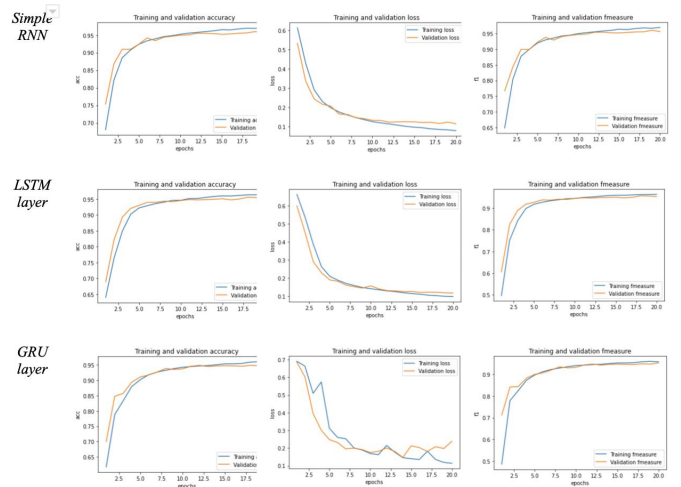 Simple
RNN
Training and validation accuracy
acc
0.95
0.90
0.85
0.80
0.75
0.70
2.5 5.0 7.5 10.0 12.5 15.0 17.5
epochs
Training a
Validation
Training and validation loss
loss
0.6
0.5
0.4
0.3
0.2
0.1
2.5 5.0 7.5 10.0 12.5 15.0 17.5 20.0
epochs
Training loss
Validation loss
Training and validation fmeasure
f1
0.95
0.90
0.85
0.80
0.75
0.70
0.65
2.5 5.0 7.5 10.0 12.5 15.0 17.5 20.0
epochs
Training fmeasure
Validation fmeasure
LSTM
layer
Training and validation accuracy
acc
0.95
0.90
0.85
0.80
0.75
0.70
0.65
2.5 5.0 7.5 10.0 12.5 15.0 17.5
epochs
Training a
Validation
Training and validation loss
loss
0.6
0.5
0.4
0.3
0.2
0.1
2.5 5.0 7.5 10.0 12.5 15.0 17.5 20.0
epochs
Training loss
Validation loss
Training and validation fmeasure
f1
0.9
0.8
0.7
0.6
0.5
2.5 5.0 7.5 10.0 12.5 15.0 17.5 20.0
epochs
Training fmeasure
Validation fmeasure
GRU
layer
Training and validation accuracy
acc
0.95
0.90
0.85
0.80
0.75
0.70
0.65
2.5 5.0 7.5 10.0 12.5 15.0 17.5
epochs
Training
Validatio
Training and validation loss
loss
0.7
0.6
0.5
0.4
0.3
0.2
0.1
2.5 5.0 7.5 10.0 12.5 15.0 17.5 20.0
epochs
Training loss
Validation loss
Training and validation fmeasure
f1
0.9
0.8
0.7
0.6
0.5
2.5 5.0 7.5 10.0 12.5 15.0 17.5 20.0
epochs
Training fmeasure
Validation fmeasure